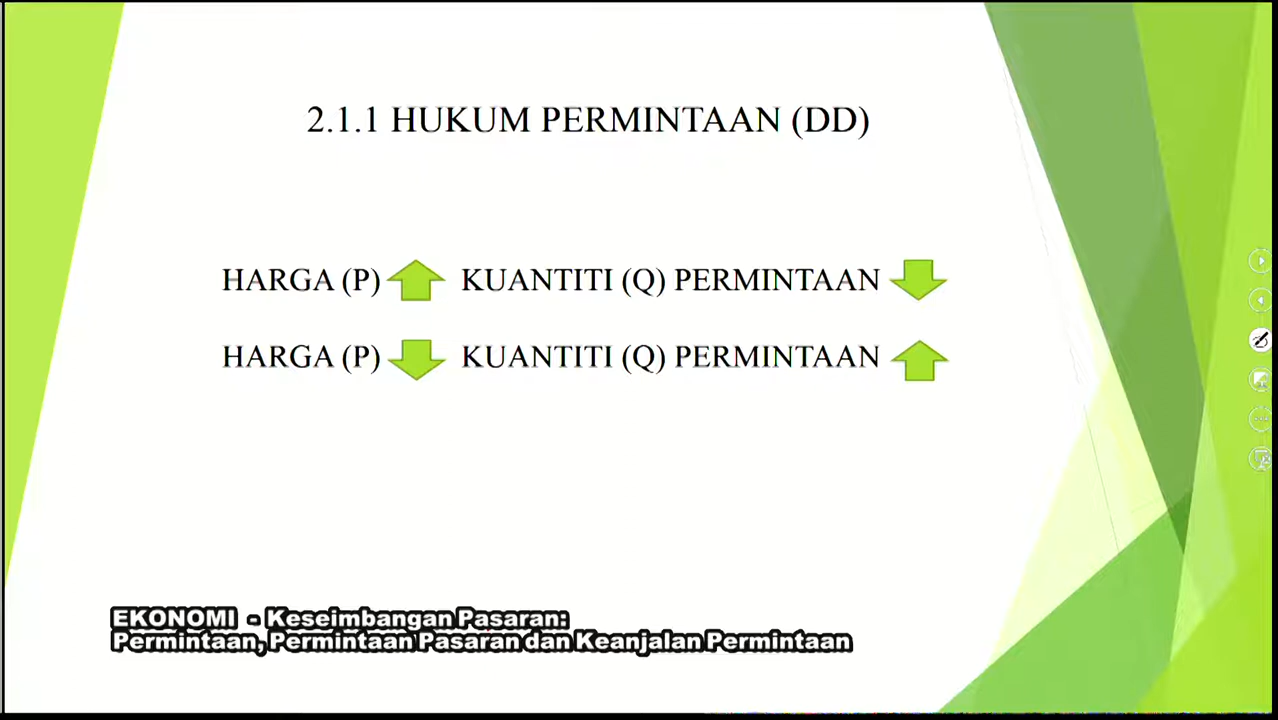 2.1.1 HUKUM PERMINTAAN (DD)
HARGA (P) KUANTITI (Q) PERMINTAAN
HARGA (P) KUANTITI (Q) PERMINTAAN
EKONOMI - Keseimbangan Pasaran:
Permintaan, Permintaan Pasaran dan Keanjalan Permintaan